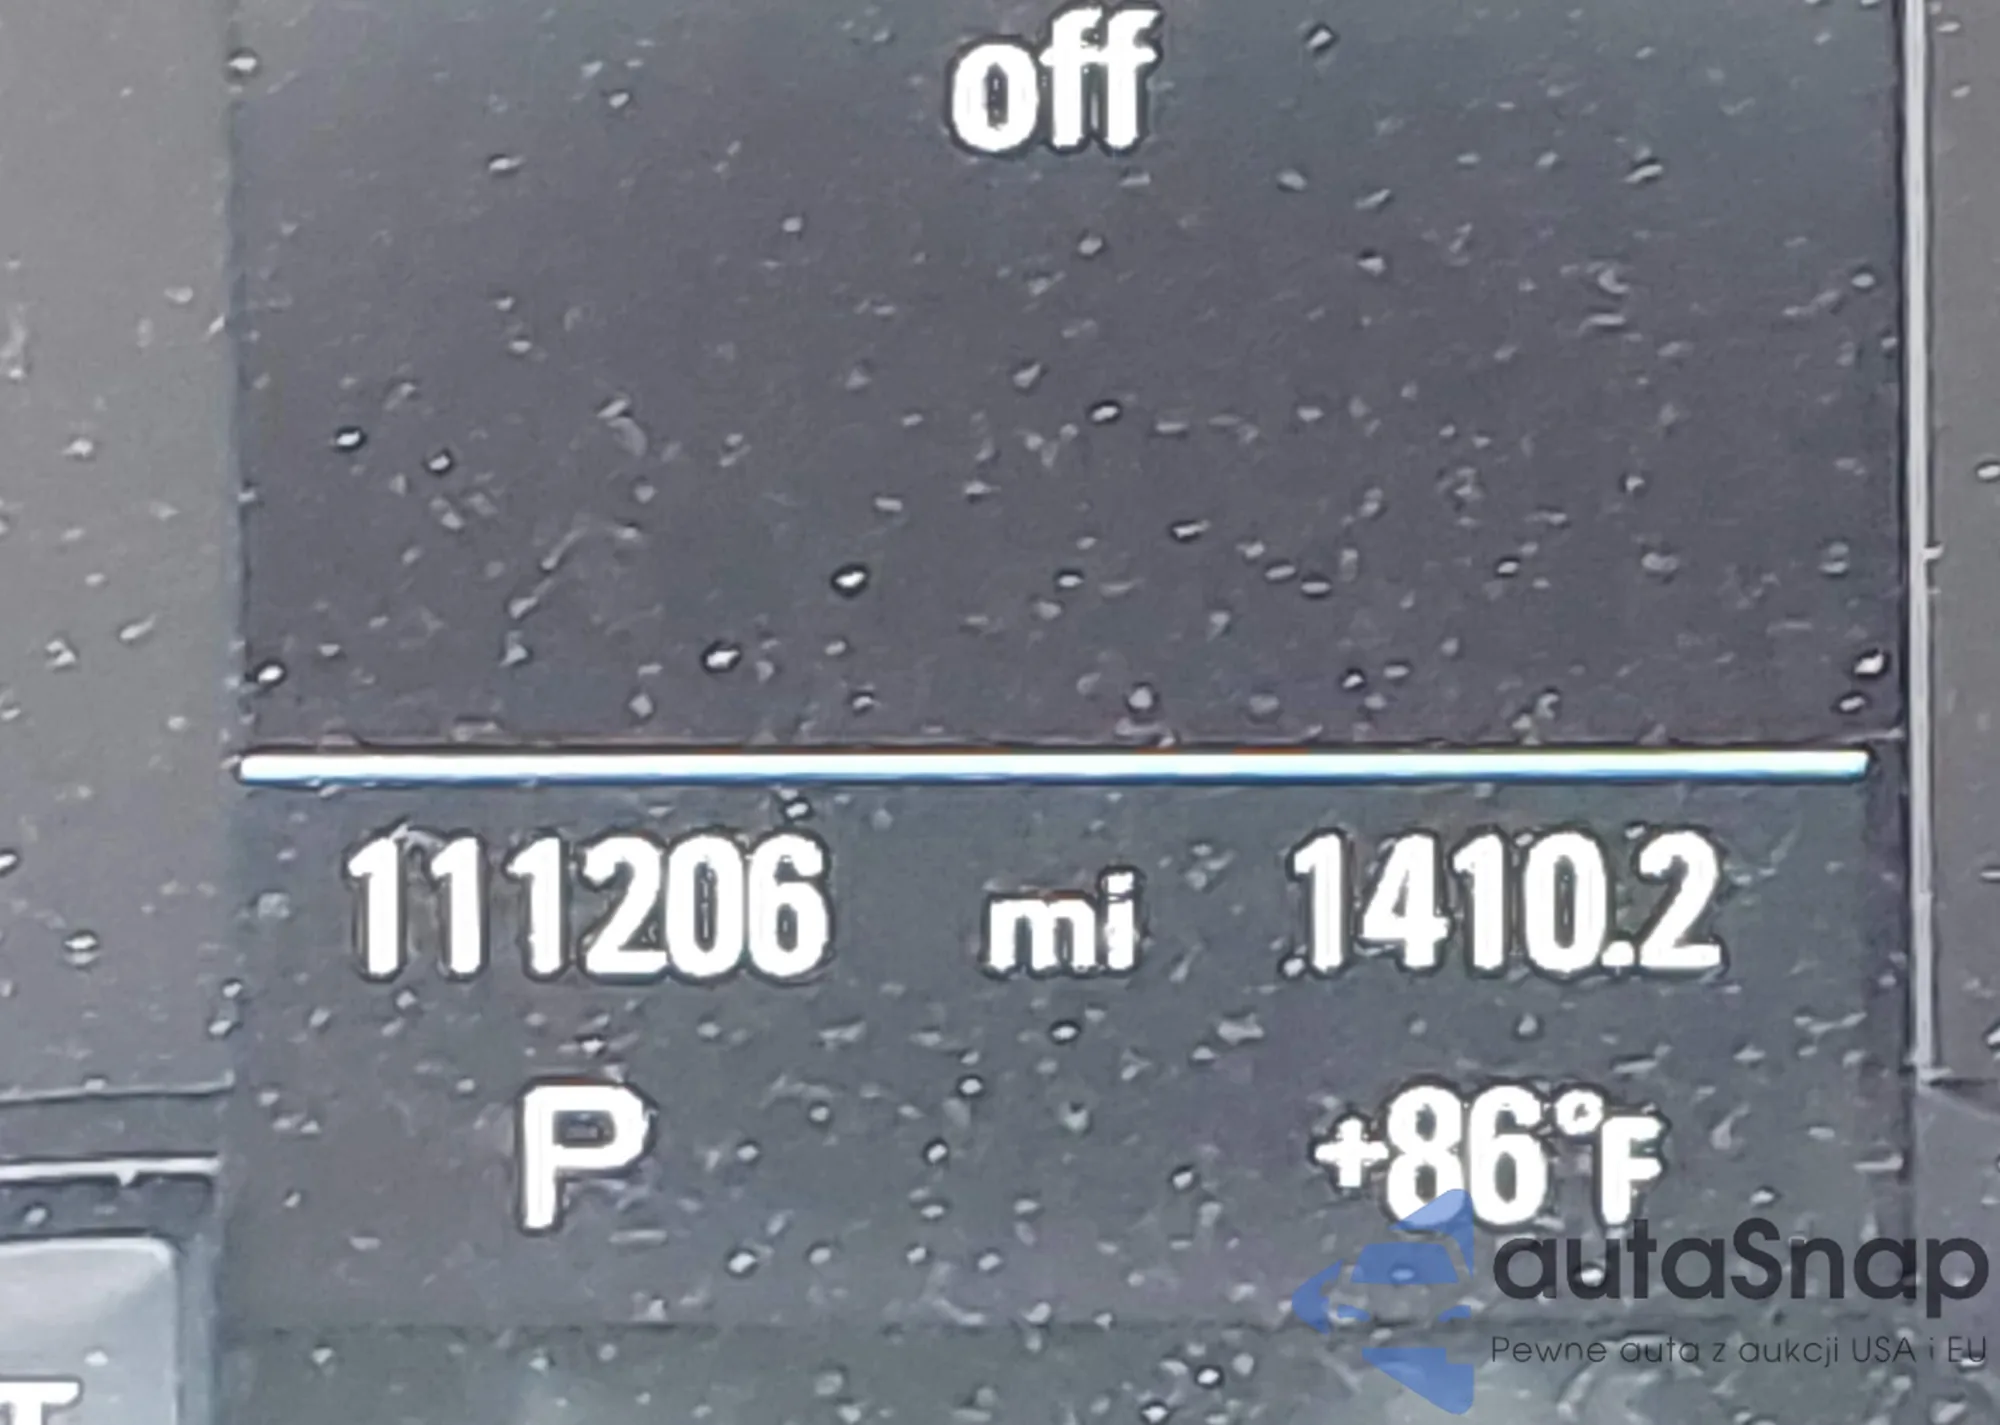 off
111206 mi 1410.2
P +86°F
autaSnap
Pewne auta z aukcji USA i EU
T